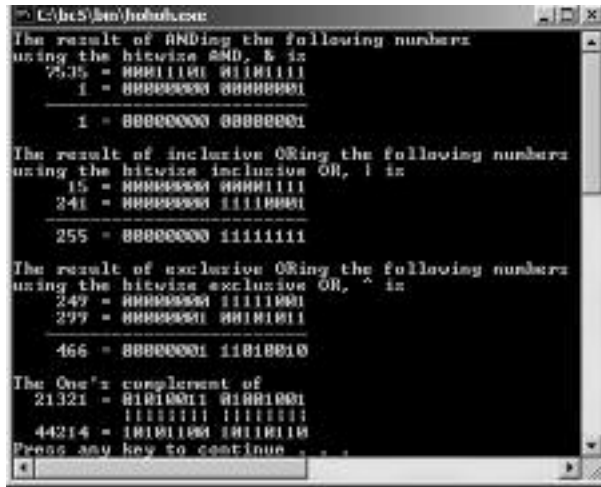 C:\bc5\bin\hohoh.exe
The result of ANDing the following numbers
using the bitwise AND, & is
7535 = 00011101 01101111
1 = 00000000 00000001
1 = 00000000 00000001
The result of inclusive ORing the following numbers
using the bitwise inclusive OR, | is
15 = 00000000 00001111
241 = 00000000 11110001
255 = 00000000 11111111
The result of exclusive ORing the following numbers
using the bitwise exclusive OR, ^ is
249 = 00000000 11111001
299 = 00000001 00101011
466 = 00000001 11010010
The One's complement of
21321 = 01010011 01001001
11111111 11111111
44214 = 10101100 10110110
Press any key to continue . . .